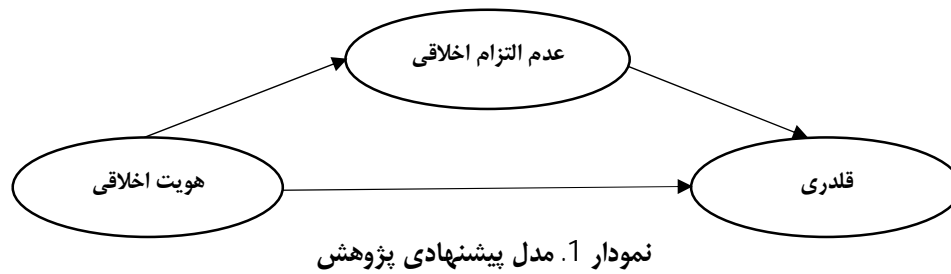 عدم التزام اخلاقی
هویت اخلاقی
قلدری
نمودار 1. مدل پیشنهادی پژوهش